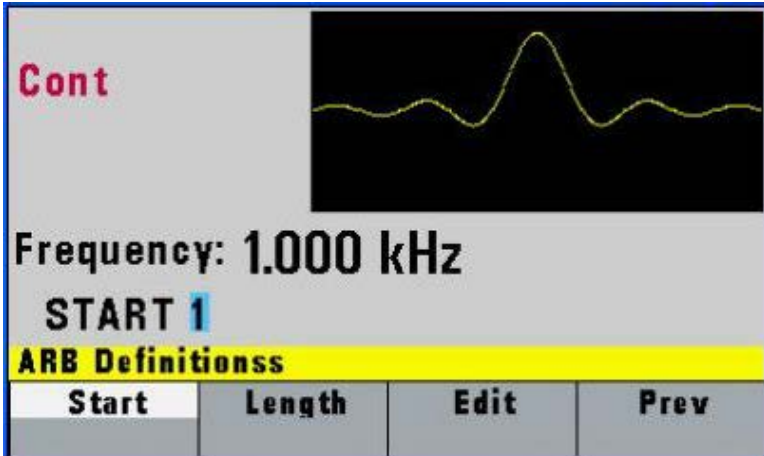 Cont
Frequency: 1.000 kHz
START 1
ARB Definitionss
Start Length Edit Prev